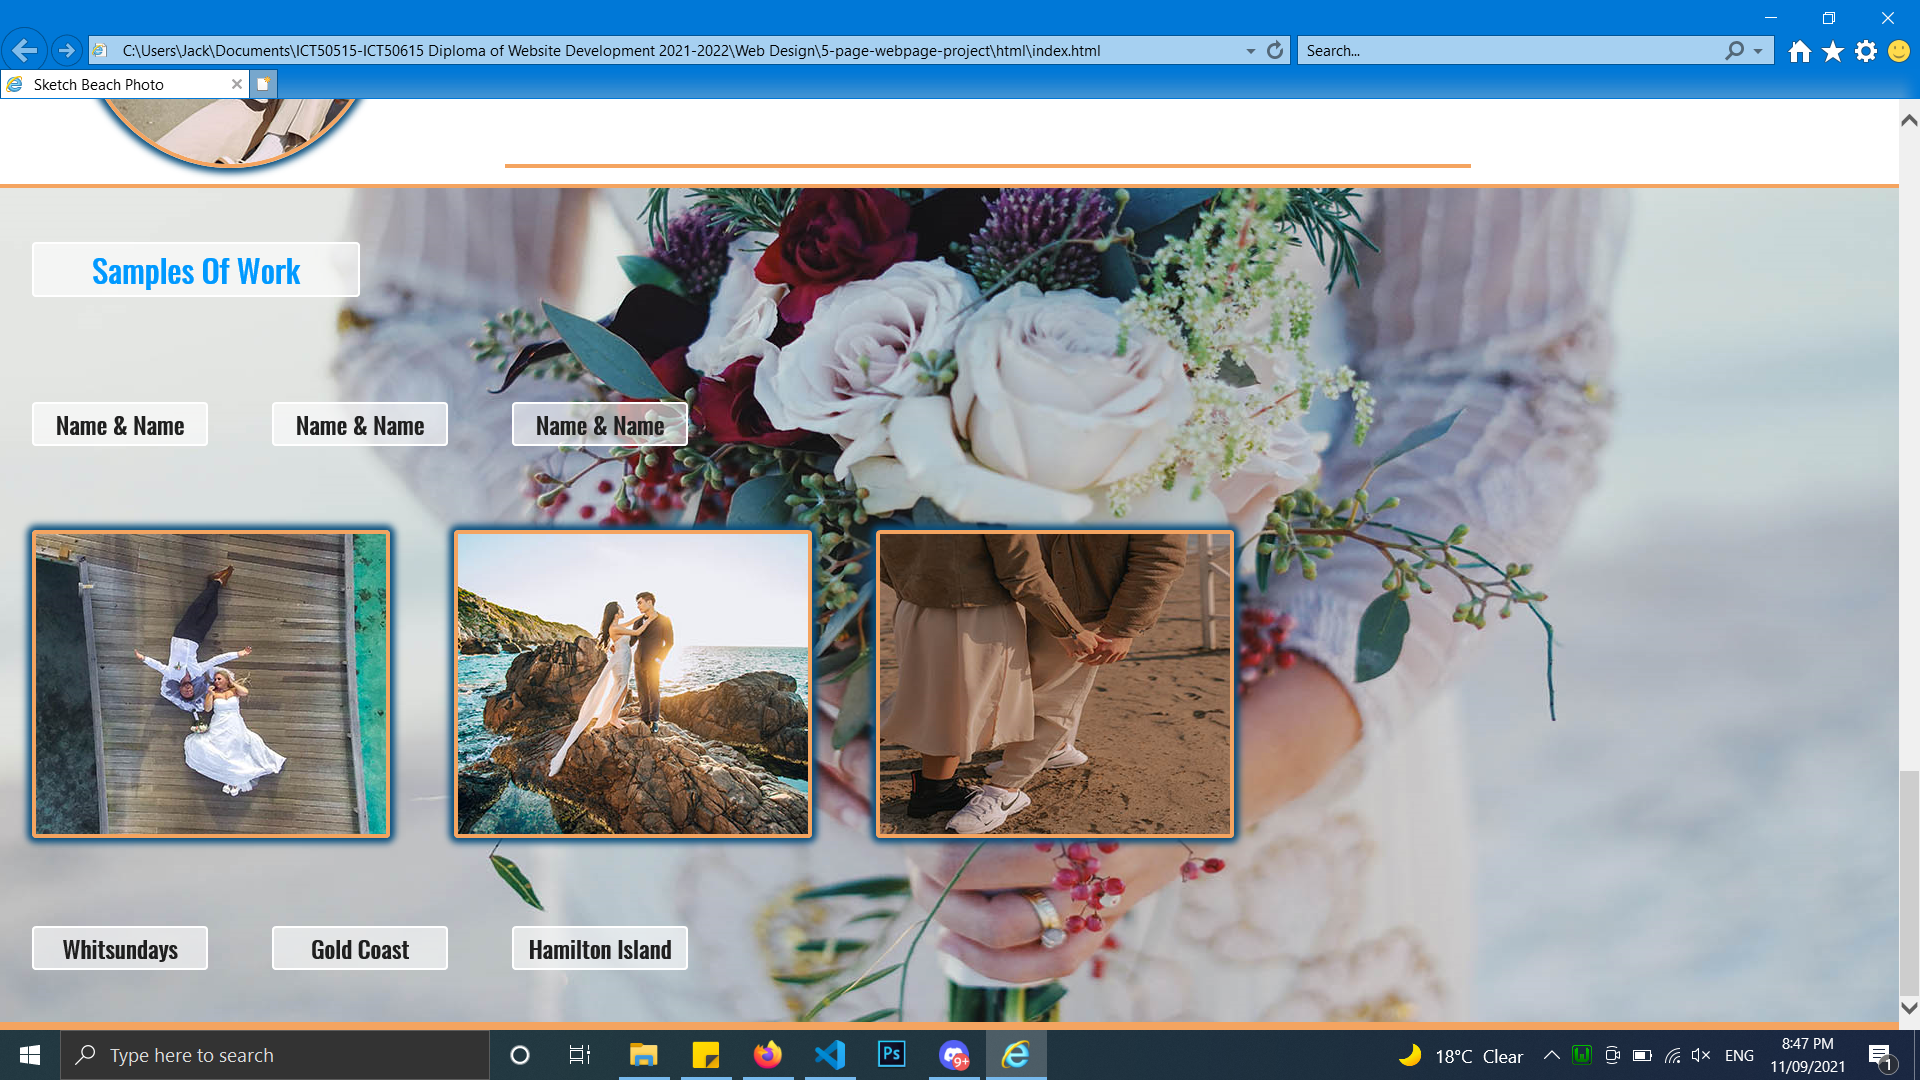 C:\Users\Jack\Documents\ICT50515-ICT50615 Diploma of Website Development 2021-2022\Web Design\5-page-webpage-project\html\index.html
Search...
Sketch Beach Photo
Samples Of Work
Name & Name
Name & Name
Name & Name
Whitsundays
Gold Coast
Hamilton Island
Type here to search
Ps
9+
18°C Clear
ENG
8:47 PM
11/09/2021
1